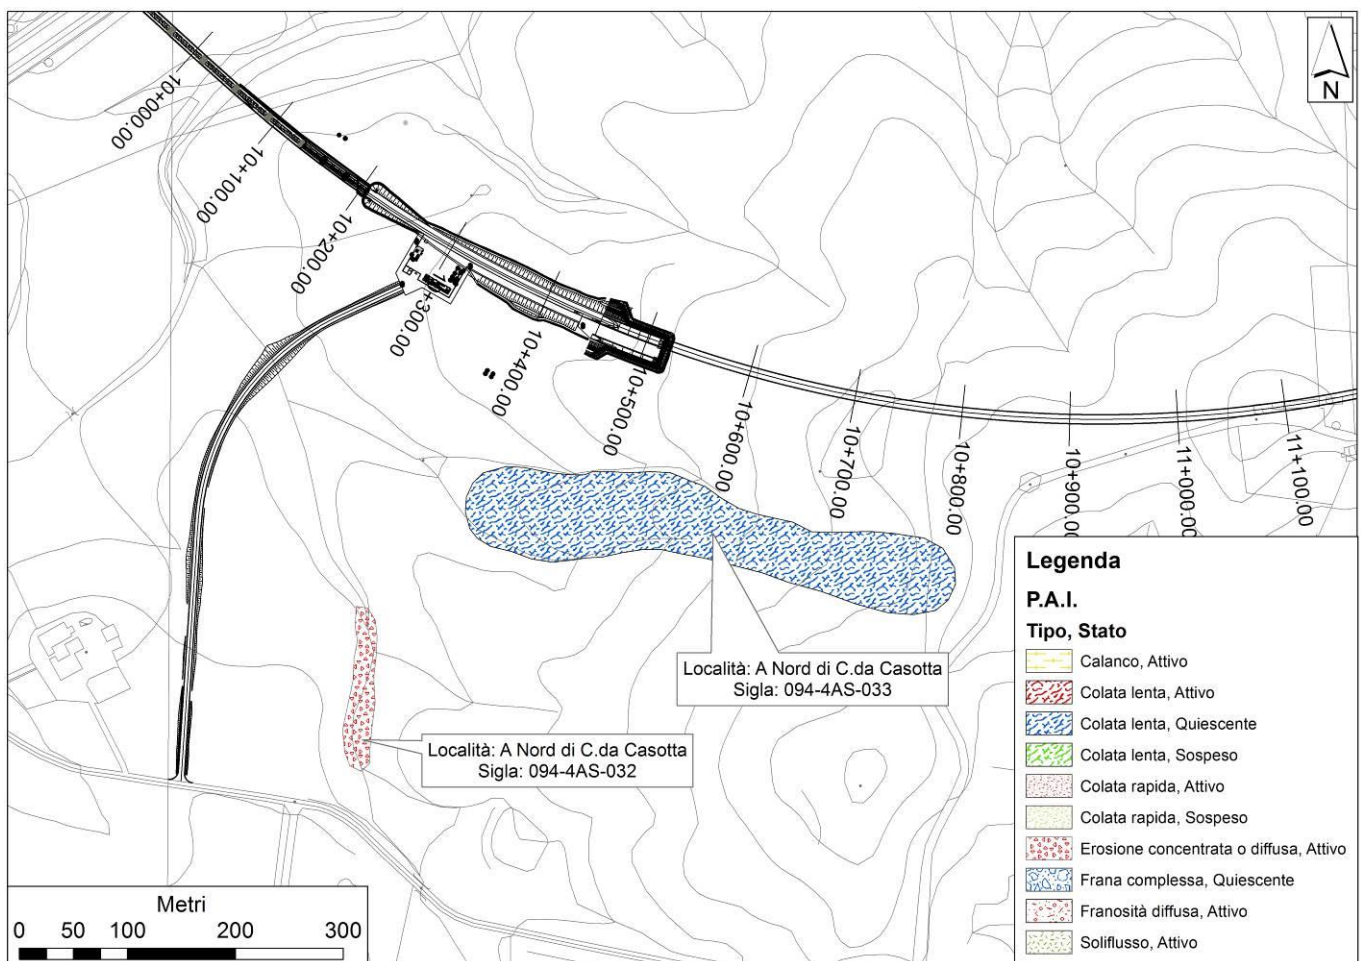 N
10+000.00
10+100.00
10+200.00
+300.00
10+400.00
10+500.00
10+600.00
10+700.00
10+800.00
10+900.00
11+000.00
11+100.00
Località: A Nord di C.da Casotta
Sigla: 094-4AS-033
Località: A Nord di C.da Casotta
Sigla: 094-4AS-032
Legenda
P.A.I.
Tipo, Stato
Calanco, Attivo
Colata lenta, Attivo
Colata lenta, Quiescente
Colata lenta, Sospeso
Colata rapida, Attivo
Colata rapida, Sospeso
Erosione concentrata o diffusa, Attivo
Frana complessa, Quiescente
Franosità diffusa, Attivo
Soliflusso, Attivo
Metri
0 50 100 200 300